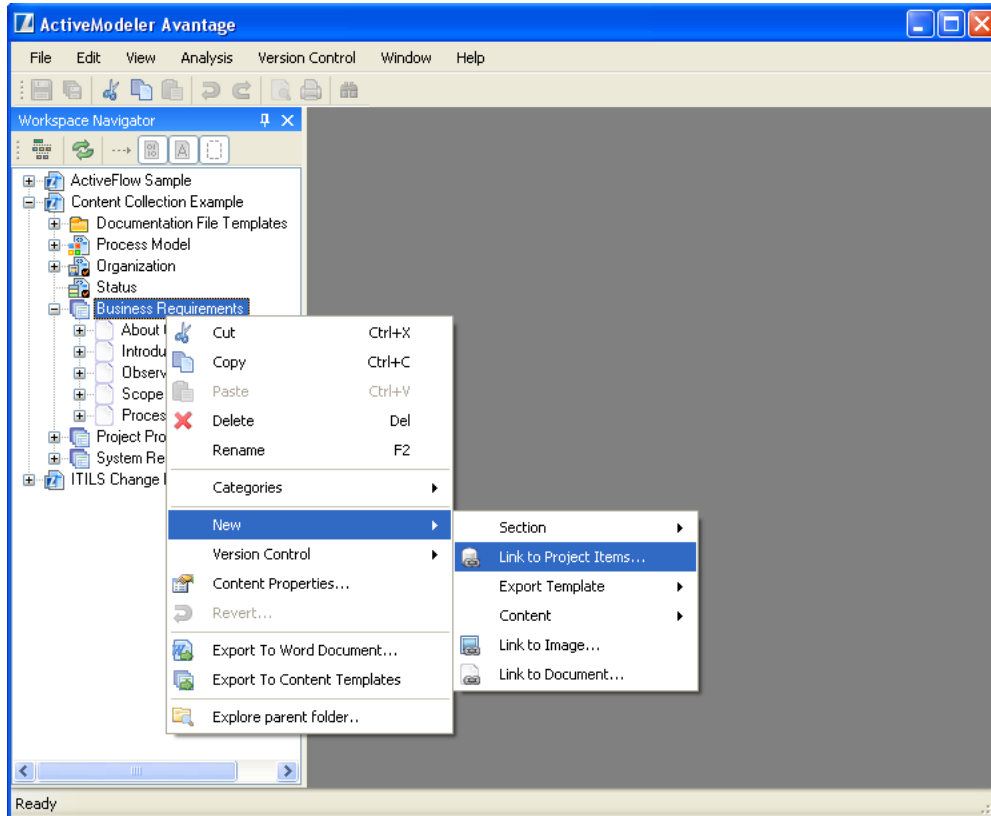 ActiveModeler Avantage
File Edit View Analysis Version Control Window Help
Workspace Navigator
ActiveFlow Sample
Content Collection Example
Documentation File Templates
Process Model
Organization
Status
Business Requirements
About
Introdu
Observ
Scope
Proces
Project Pro
System Re
ITILS Change
Cut Ctrl+X
Copy Ctrl+C
Paste Ctrl+V
Delete Del
Rename F2
Categories
New
Version Control
Content Properties...
Revert...
Export To Word Document...
Export To Content Templates
Explore parent folder..
Section
Link to Project Items...
Export Template
Content
Link to Image...
Link to Document...
Ready